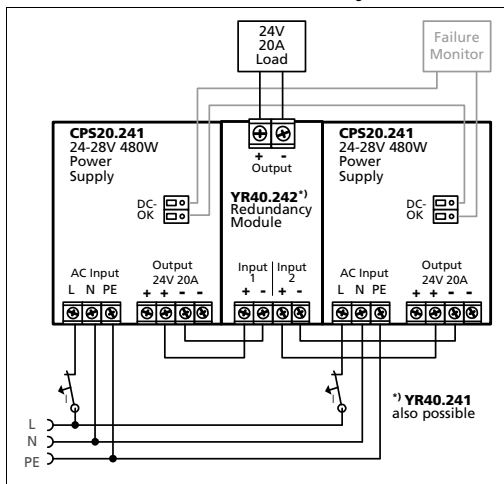 24V
20A
Load
Failure
Monitor
CPS20.241
24-28V 480W
Power
Supply
DC-
OK
AC Input
L N PE
Output
24V 20A
+ + - -
+ -
Output
YR40.242*)
Redundancy
Module
Input
1
Input
2
+ - + -
CPS20.241
24-28V 480W
Power
Supply
DC-
OK
AC Input
L N PE
Output
24V 20A
+ + - -
I
I
*) YR40.241
also possible
L
N
PE